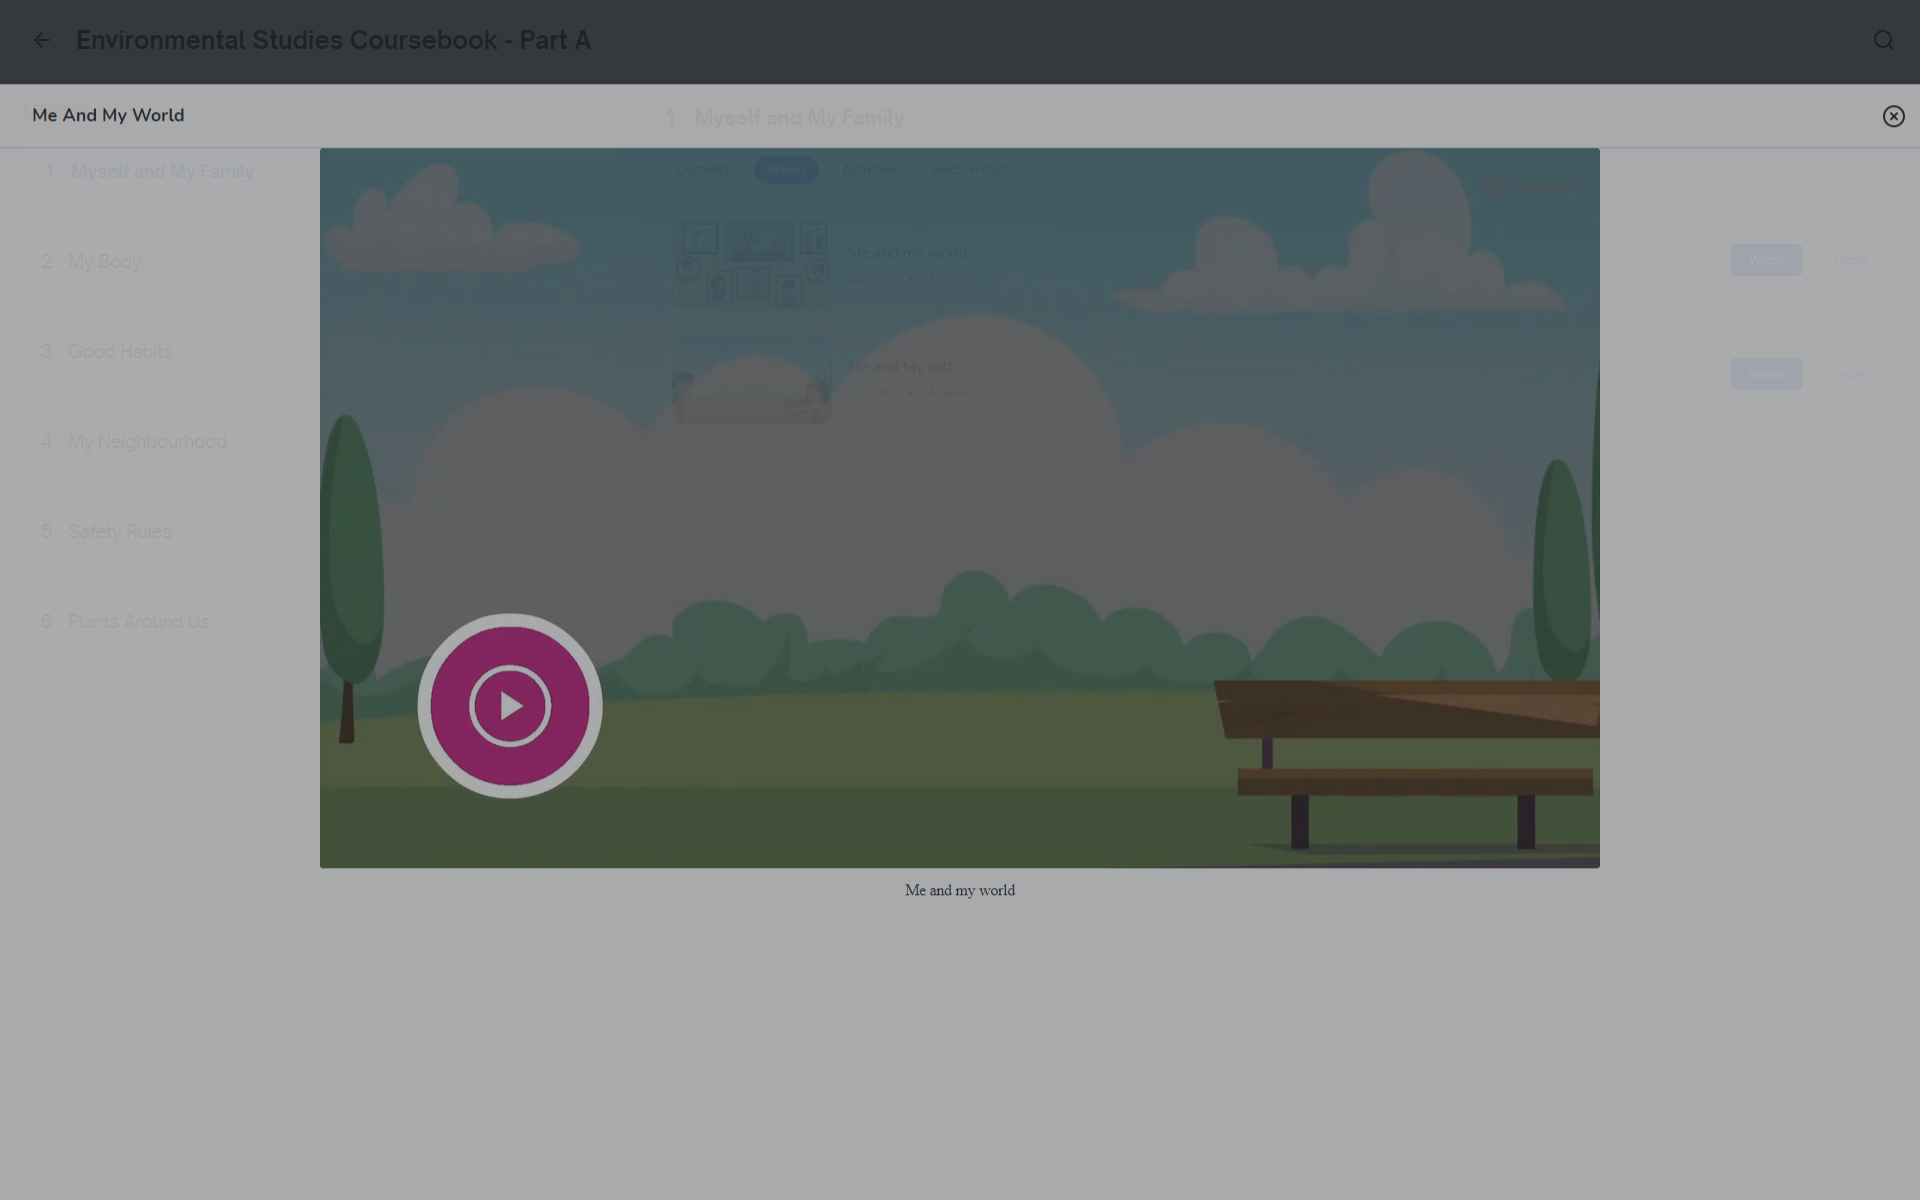 Environmental Studies Coursebook - Part A
Me And My World
1 Myself and My Family
1 Myself and My Family
Contents Videos Activities Section Quiz
2 My Body
Me and my world
Watch Locate
3 Good Habits
Me and My self
Watch Locate
4 My Neighbourhood
5 Safety Rules
6 Plants Around Us
Me and my world